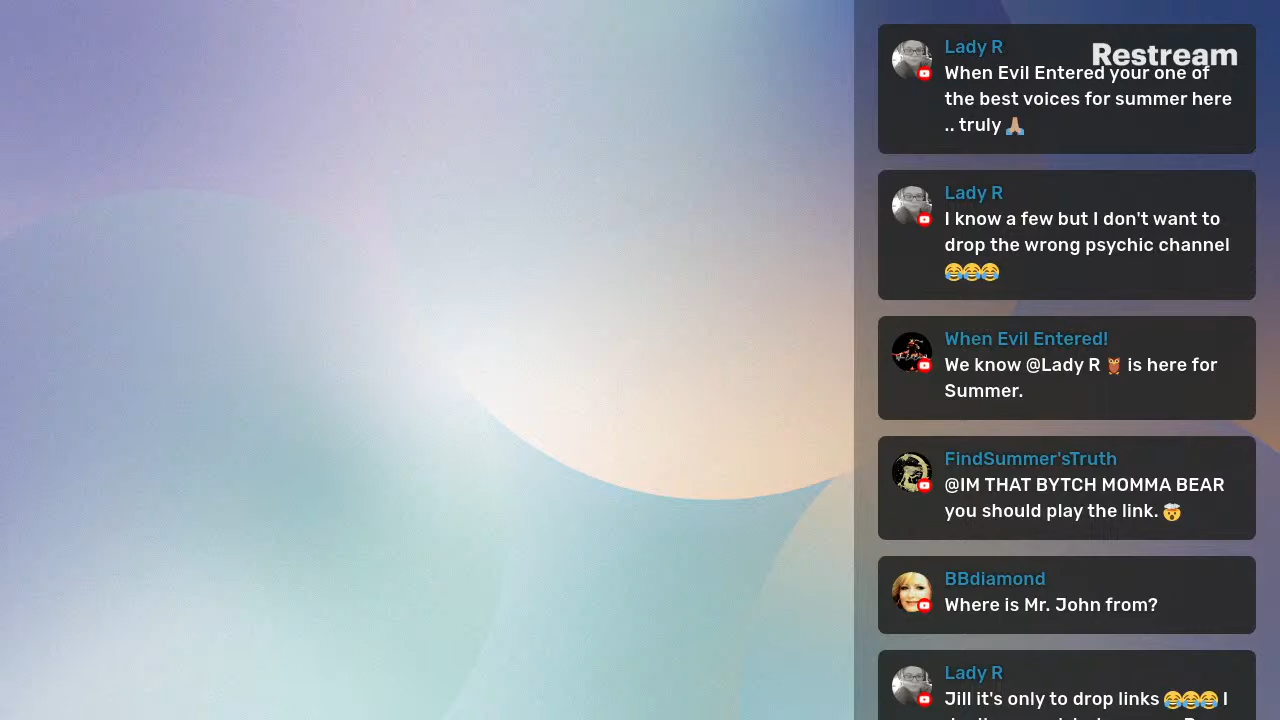 Restream
Lady R
When Evil Entered your one of
the best voices for summer here
.. truly 🙏🏽
Lady R
I know a few but I don't want to
drop the wrong psychic channel
😂😂😂
When Evil Entered!
We know @Lady R 🦉 is here for
Summer.
FindSummer'sTruth
@IM THAT BYTCH MOMMA BEAR
you should play the link. 🤯
BBdiamond
Where is Mr. John from?
Lady R
Jill it's only to drop links 😂😂😂 I